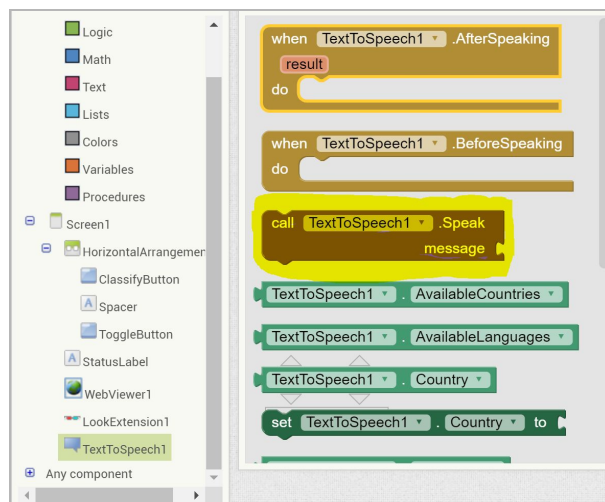 Logic
Math
Text
Lists
Colors
Variables
Procedures
Screen1
HorizontalArrangemen
ClassifyButton
A Spacer
ToggleButton
A StatusLabel
WebViewer1
LookExtension1
TextToSpeech1
Any component
when TextToSpeech1 .AfterSpeaking
result
do
when TextToSpeech1 .BeforeSpeaking
do
call TextToSpeech1 .Speak
message
TextToSpeech1 . AvailableCountries
TextToSpeech1 . AvailableLanguages
TextToSpeech1 . Country
set TextToSpeech1 . Country to